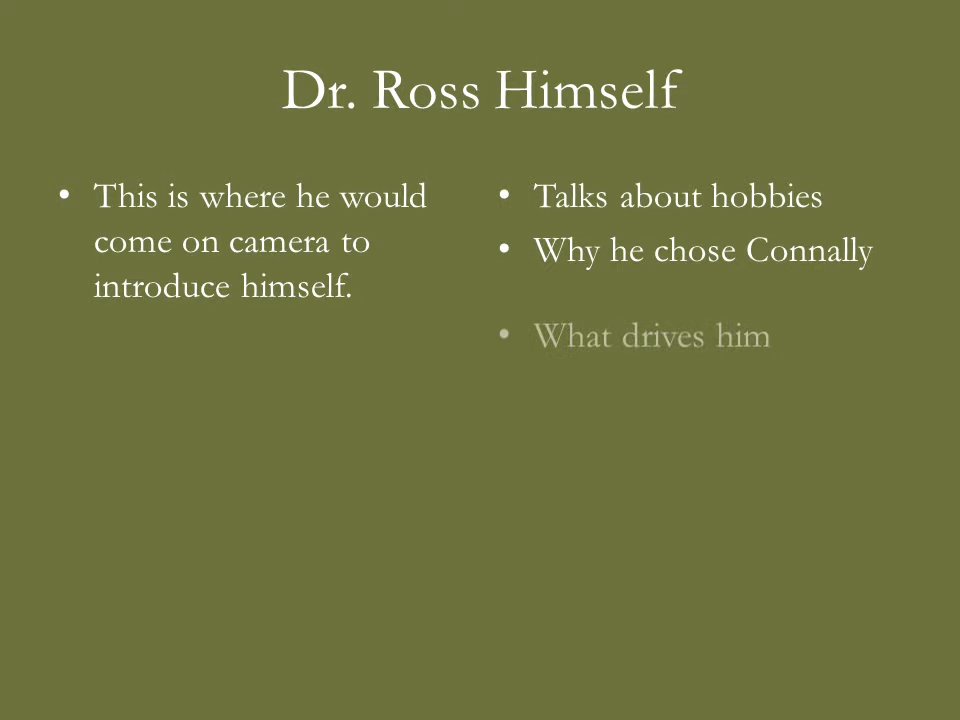 Dr. Ross Himself
• This is where he would
come on camera to
introduce himself.
• Talks about hobbies
• Why he chose Connally
• What drives him